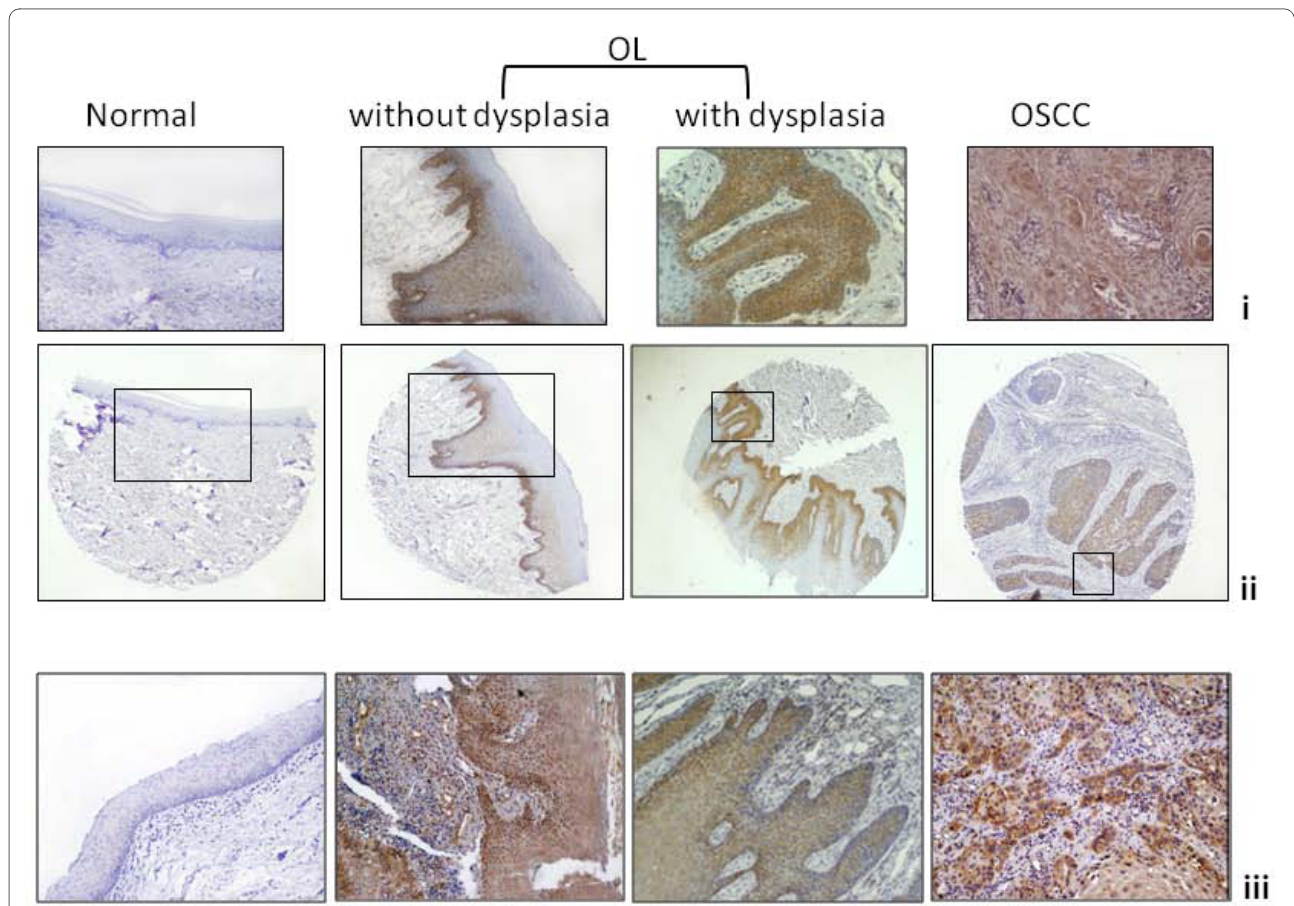 OL
Normal
without dysplasia
with dysplasia
OSCC
i
ii
iii